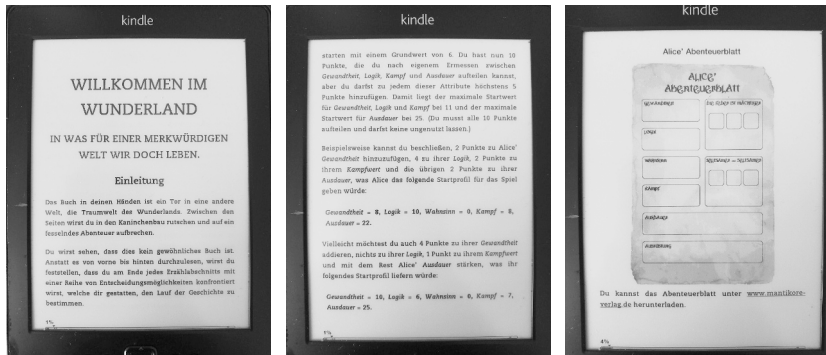 kindle
WILLKOMMEN IM
WUNDERLAND
IN WAS FÜR EINER MERKWÜRDIGEN
WELT WIR DOCH LEBEN.
Einleitung
Das Buch in deinen Händen ist ein Tor in eine andere
Welt, die Traumwelt des Wunderlands. Zwischen den
Seiten wirst du in den Kaninchenbau rutschen und auf ein
fesselndes Abenteuer aufbrechen.
Du wirst sehen, dass dies kein gewöhnliches Buch ist.
Anstatt es von vorne bis hinten durchzulesen, wirst du
feststellen, dass du am Ende jedes Erzählabschnitts mit
einer Reihe von Entscheidungsmöglichkeiten konfrontiert
wirst, welche dir gestatten, den Lauf der Geschichte zu
bestimmen.
kindle
starten mit einem Grundwert von 6. Du hast nun 10
Punkte, die du nach eigenem Ermessen zwischen
Gewandtheit, Logik, Kampf und Ausdauer aufteilen kannst,
aber du darfst zu jedem dieser Attribute höchstens 5
Punkte hinzufügen. Damit liegt der maximale Startwert
für Gewandtheit, Logik und Kampf bei 11 und der maximale
Startwert für Ausdauer bei 25. (Du musst alle 10 Punkte
aufteilen und darfst keine ungenutzt lassen.)
Beispielsweise kannst du beschließen, 2 Punkte zu Alice'
Gewandtheit hinzuzufügen, 4 zu ihrer Logik, 2 Punkte zu
ihrem Kampfwert und die übrigen 2 Punkte zu ihrer
Ausdauer, was Alice das folgende Startprofil für das Spiel
geben würde:
Gewandtheit = 8, Logik = 10, Wahnsinn = 0, Kampf = 8,
Ausdauer = 22.
Vielleicht möchtest du auch 4 Punkte zu ihrer Gewandtheit
addieren, nichts zu ihrer Logik, 1 Punkt zu ihrem Kampfwert
und mit dem Rest Alice' Ausdauer stärken, was ihr
folgendes Startprofil liefern würde:
Gewandtheit = 10, Logik = 6, Wahnsinn = 0, Kampf = 7,
Ausdauer = 25.
kindle
Alice' Abenteuerblatt
ALICE'
ABENTEUERBLATT
GEWANDTHEIT
LOGIK
WAHNSINN
KAMPF
AUSDAUER
AUSRÜSTUNG
Du kannst das Abenteuerblatt unter www.mantikore-
verlag.de herunterladen.
4%